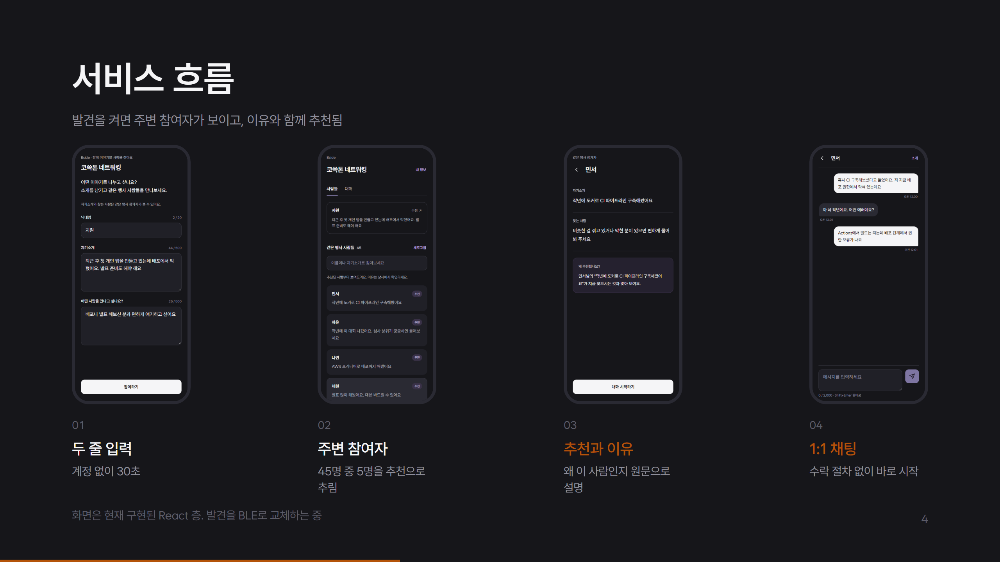 서비스 흐름
발견을 켜면 주변 참여자가 보이고, 이유와 함께 추천됨
Bside · 함께 이야기할 사람을 찾아요
코쓱톤 네트워킹
어떤 이야기를 나누고 싶나요?
소개를 남기고 같은 행사 사람들을 만나보세요.
자기소개와 찾는 사람은 같은 행사 참가자가 볼 수 있어요.
닉네임 2 / 20
지원
자기소개 44 / 500
퇴근 후 첫 개인 앱을 만들고 있는데 배포에서 막
혔어요. 발표 준비도 해야 해요
어떤 사람을 만나고 싶나요? 26 / 500
배포나 발표 해보신 분과 편하게 얘기하고 싶어요
참여하기
01
두 줄 입력
계정 없이 30초
Bside
코쓱톤 네트워킹 내 정보
사람들 대화
지원 수정 ↗
퇴근 후 첫 개인 앱을 만들고 있는데 배포에서 막혔어요. 발
표 준비도 해야 해요
같은 행사 사람들 45 새로고침
이름이나 자기소개로 찾아보세요
추천된 사람부터 보여드려요. 이유는 상세에서 확인하세요.
민서 추천
작년에 도커로 CI 파이프라인 구축해봤어요
하윤 추천
작년에 이 대회 나갔어요. 심사 분위기 궁금하면 물어보
세요
나연 추천
AWS 프리티어로 배포까지 해봤어요
채원 추천
발표 많이 해봤어요. 대본 봐드릴 수 있어요
02
주변 참여자
45명 중 5명을 추천으로
추림
같은 행사 참가자
민서
자기소개
작년에 도커로 CI 파이프라인 구축해봤어요
찾는 사람
비슷한 걸 겪고 있거나 막힌 분이 있으면 편하게 물어
봐 주세요
왜 추천했나요?
민서님의 "작년에 도커로 CI 파이프라인 구축해봤어
요"가 지금 찾으시는 것과 맞아 보여요.
대화 시작하기
03
추천과 이유
왜 이 사람인지 원문으로
설명
민서 소개
혹시 CI 구축해보셨다고 들었어요. 저 지금 배
포 권한에서 막혀 있는데요
오전 12:00
아 네 작년에요. 어떤 에러예요?
오전 12:01
Actions에서 빌드는 되는데 배포 단계에서 권
한 오류가 나요
오전 12:01
메시지를 입력하세요
0 / 2,000 · Shift+Enter 줄바꿈
04
1:1 채팅
수락 절차 없이 바로 시작
화면은 현재 구현된 React 층. 발견을 BLE로 교체하는 중
4